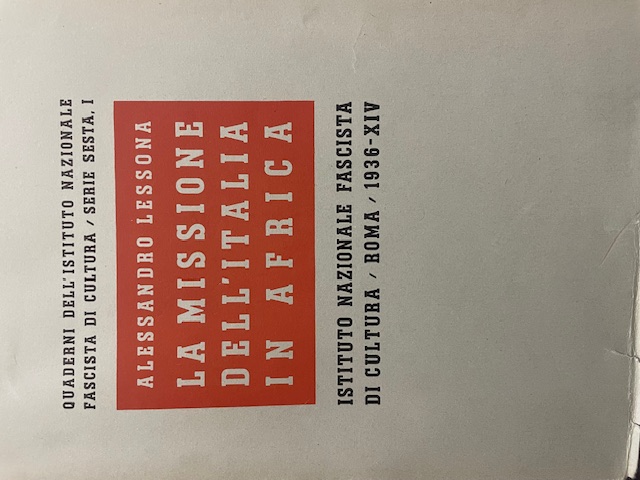 QUADERNI DELL'ISTITUTO NAZIONALE
FASCISTA DI CULTURA / SERIE SESTA, I
ALESSANDRO LESSONA
LA MISSIONE
DELL'ITALIA
IN AFRICA
ISTITUTO NAZIONALE FASCISTA
DI CULTURA / ROMA / 1936-XIV